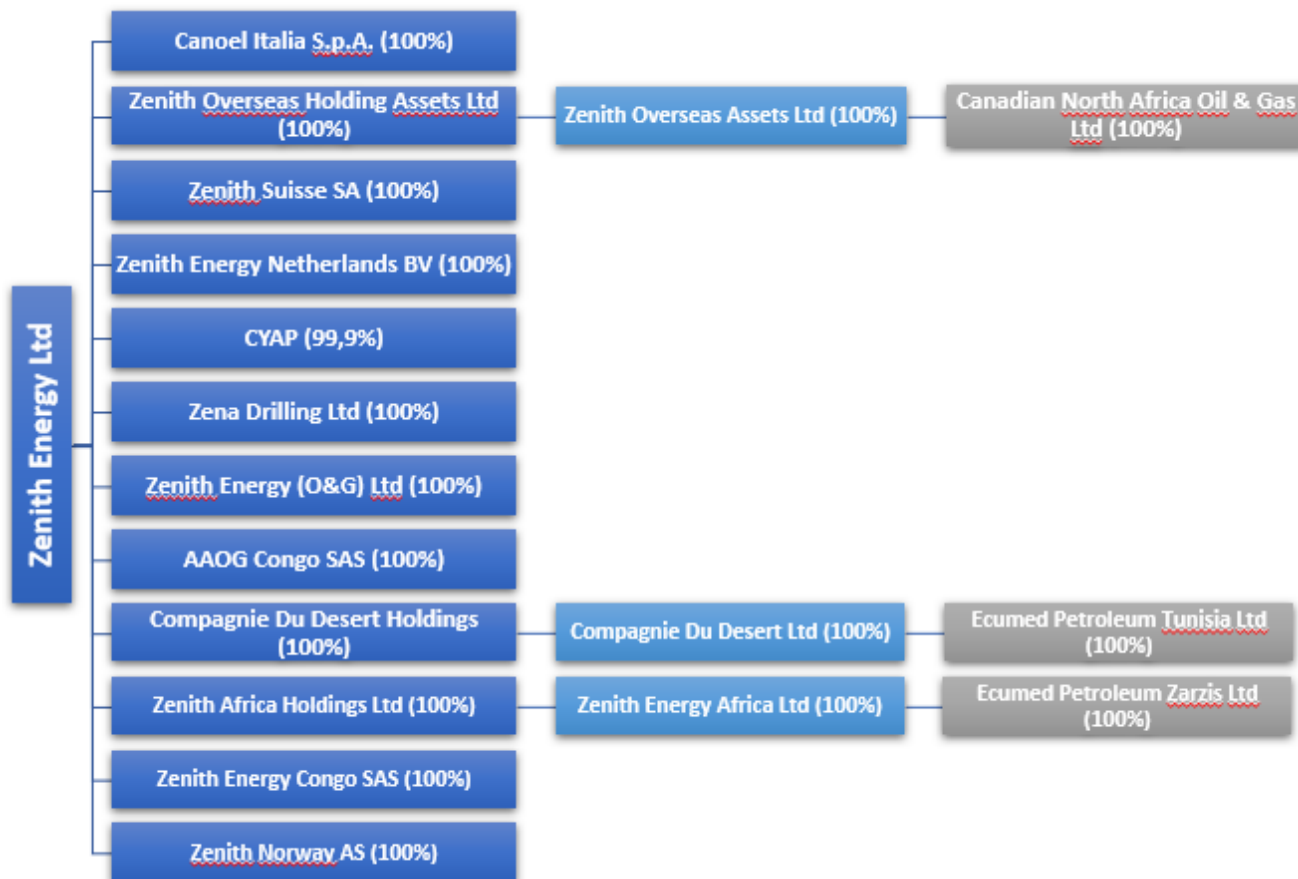 Zenith Energy Ltd
Canoel Italia S.p.A. (100%)
Zenith Overseas Holding Assets Ltd
(100%)
Zenith Overseas Assets Ltd (100%)
Canadian North Africa Oil & Gas
Ltd (100%)
Zenith Suisse SA (100%)
Zenith Energy Netherlands BV (100%)
CYAP (99,9%)
Zena Drilling Ltd (100%)
Zenith Energy (O&G) Ltd (100%)
AAOG Congo SAS (100%)
Compagnie Du Desert Holdings
(100%)
Compagnie Du Desert Ltd (100%)
Ecumed Petroleum Tunisia Ltd
(100%)
Zenith Africa Holdings Ltd (100%)
Zenith Energy Africa Ltd (100%)
Ecumed Petroleum Zarzis Ltd
(100%)
Zenith Energy Congo SAS (100%)
Zenith Norway AS (100%)